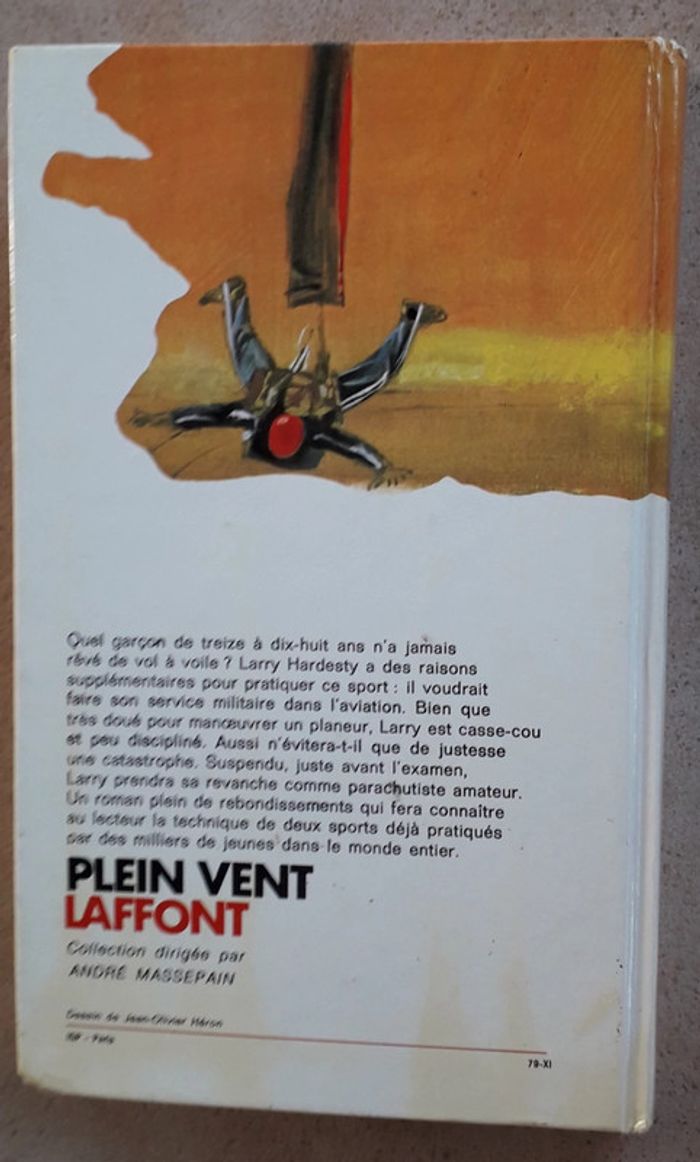 Quel garçon de treize à dix-huit ans n'a jamais
rêvé de vol à voile ? Larry Hardesty a des raisons
supplémentaires pour pratiquer ce sport : il voudrait
faire son service militaire dans l'aviation. Bien que
très doué pour manœuvrer un planeur, Larry est casse-cou
et peu discipliné. Aussi n'évitera-t-il que de justesse
une catastrophe. Suspendu, juste avant l'examen,
Larry prendra sa revanche comme parachutiste amateur.
Un roman plein de rebondissements qui fera connaître
au lecteur la technique de deux sports déjà pratiqués
par des milliers de jeunes dans le monde entier.
PLEIN VENT
LAFFONT
Collection dirigée par
ANDRÉ MASSEPAIN
Dessin de Jean-Olivier Héron
79-XI